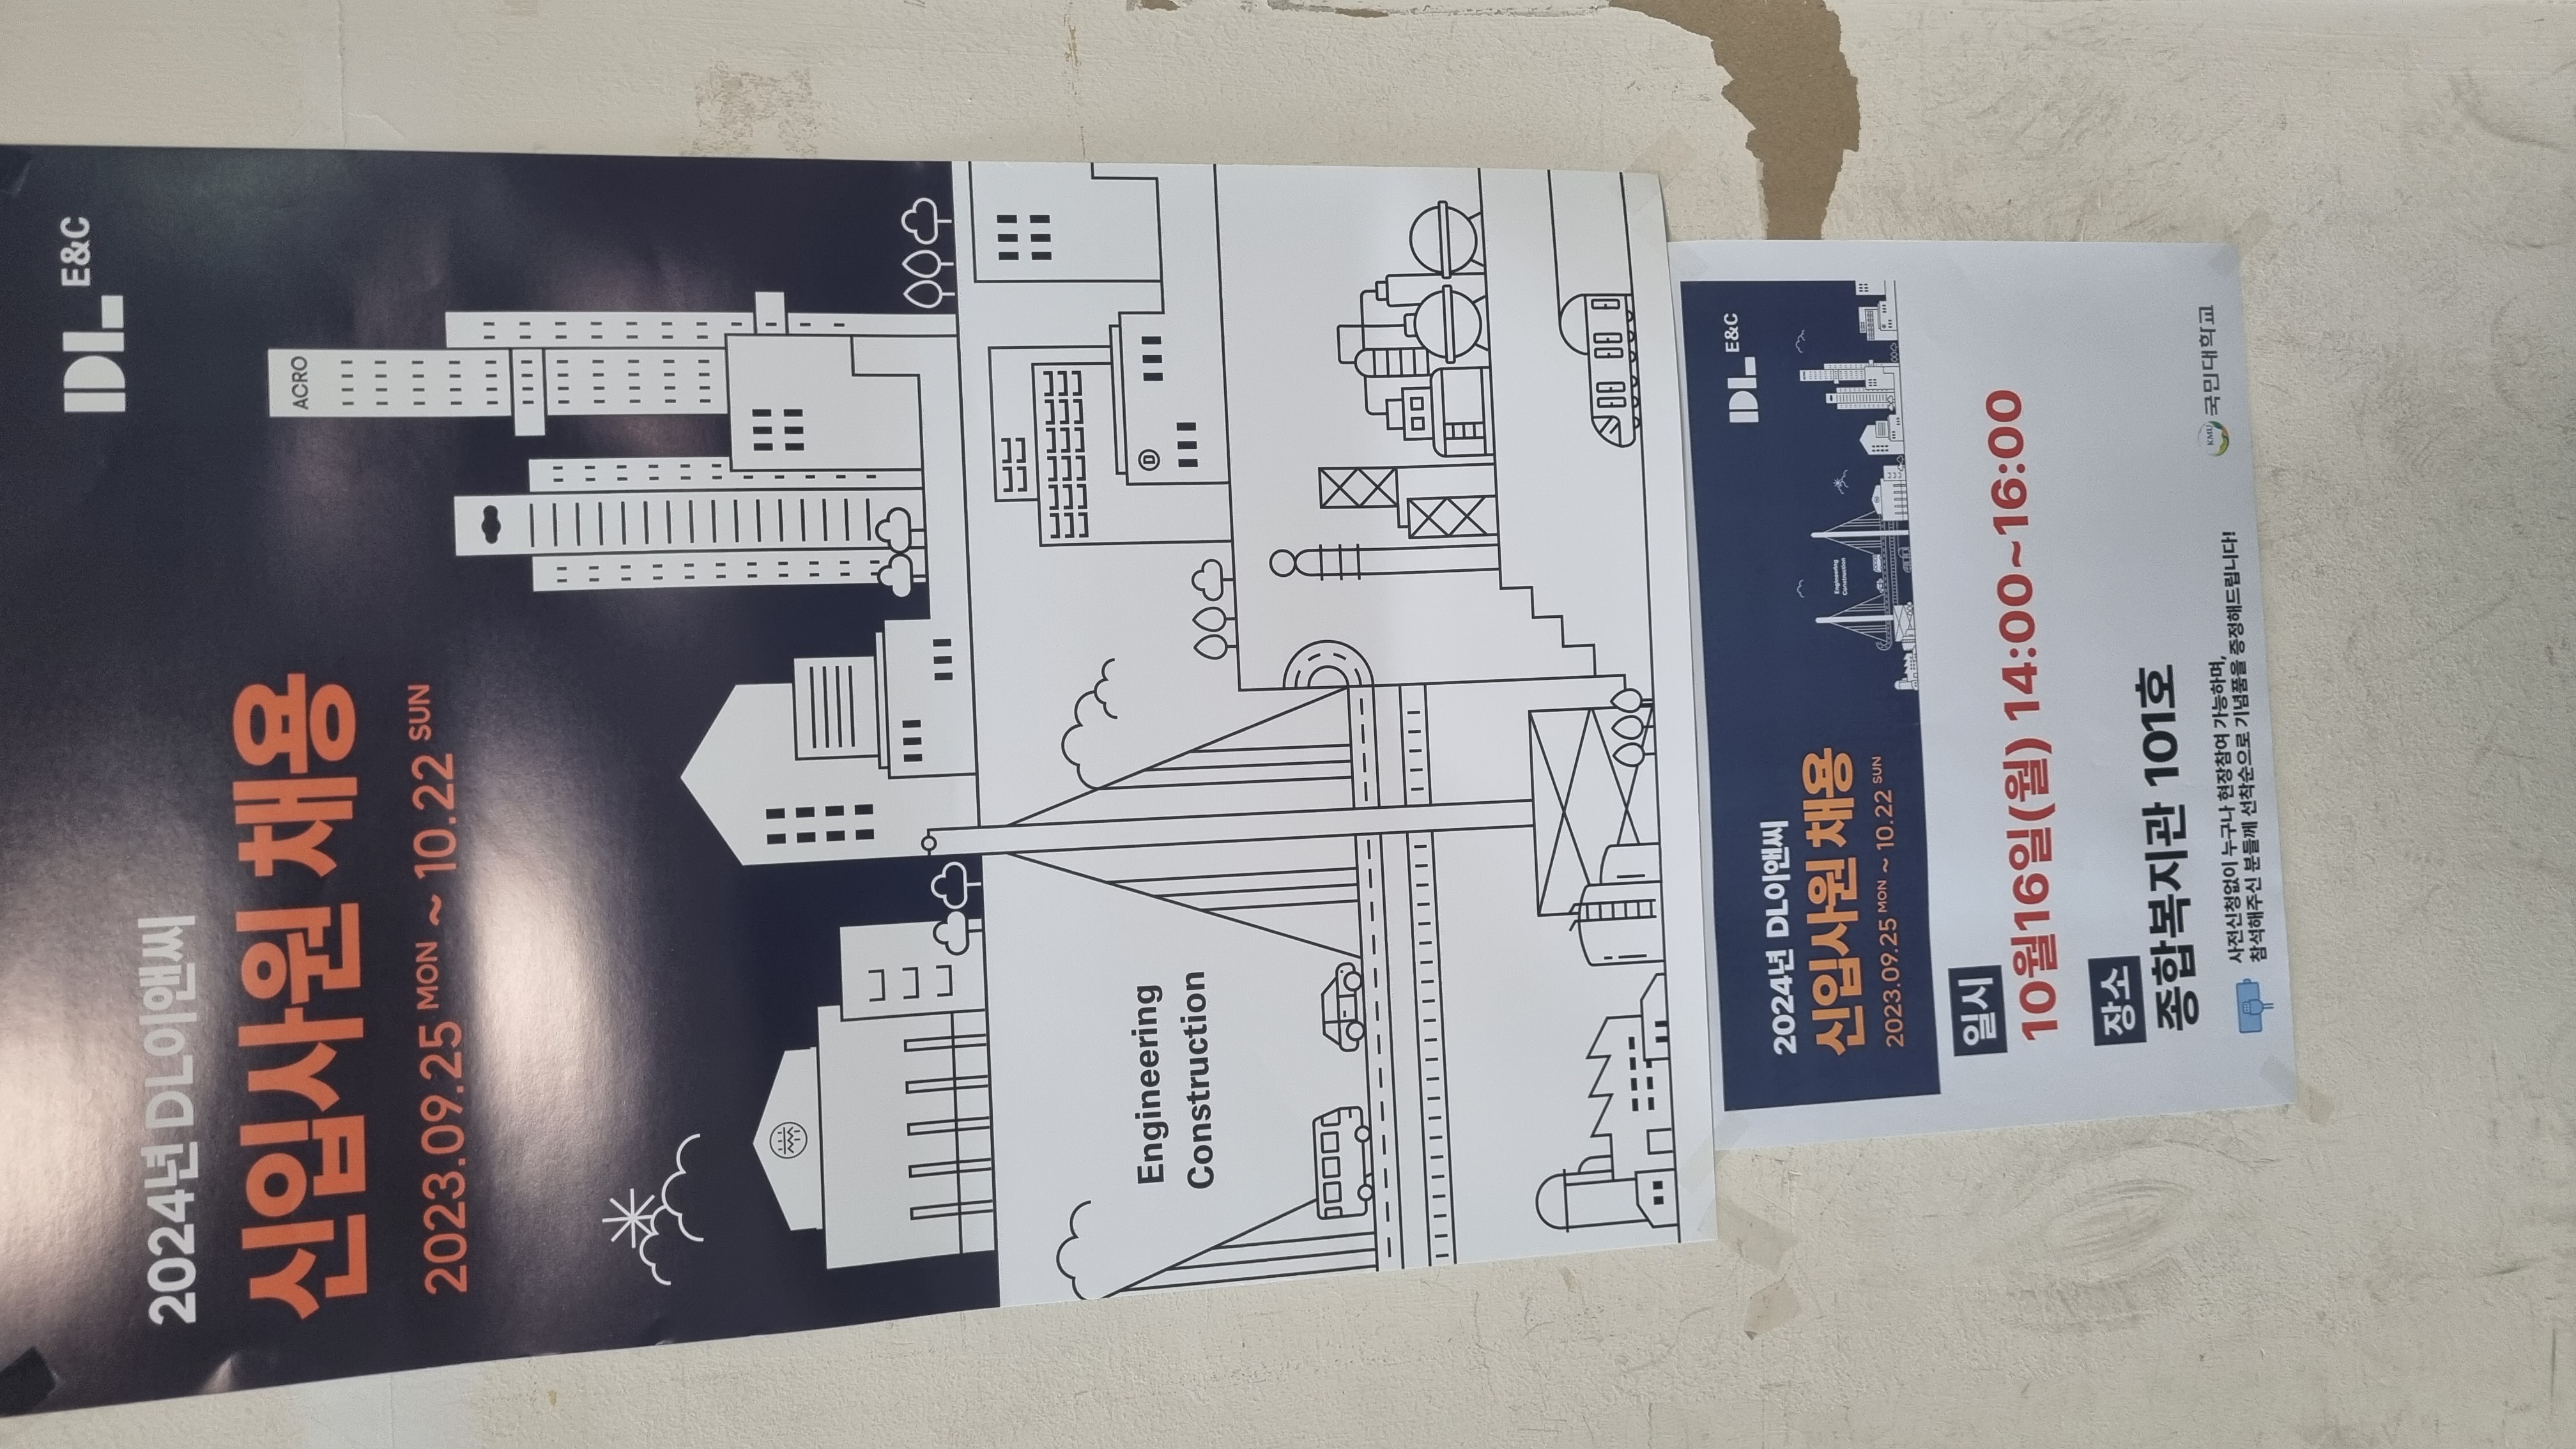 DL E&C
2024년 DL이앤씨
신입사원 채용
2023.09.25 MON ~ 10.22 SUN
ACRO
Engineering
Construction
D
DL E&C
2024년 DL이앤씨
신입사원 채용
2023.09.25 MON ~ 10.22 SUN
Engineering
Construction
일시
10월16일(월) 14:00~16:00
장소
종합복지관 101호
사전신청없이 누구나 현장참여 가능하며,
참석해주신 분들께 선착순으로 기념품을 증정해드립니다!
KMU 국민대학교